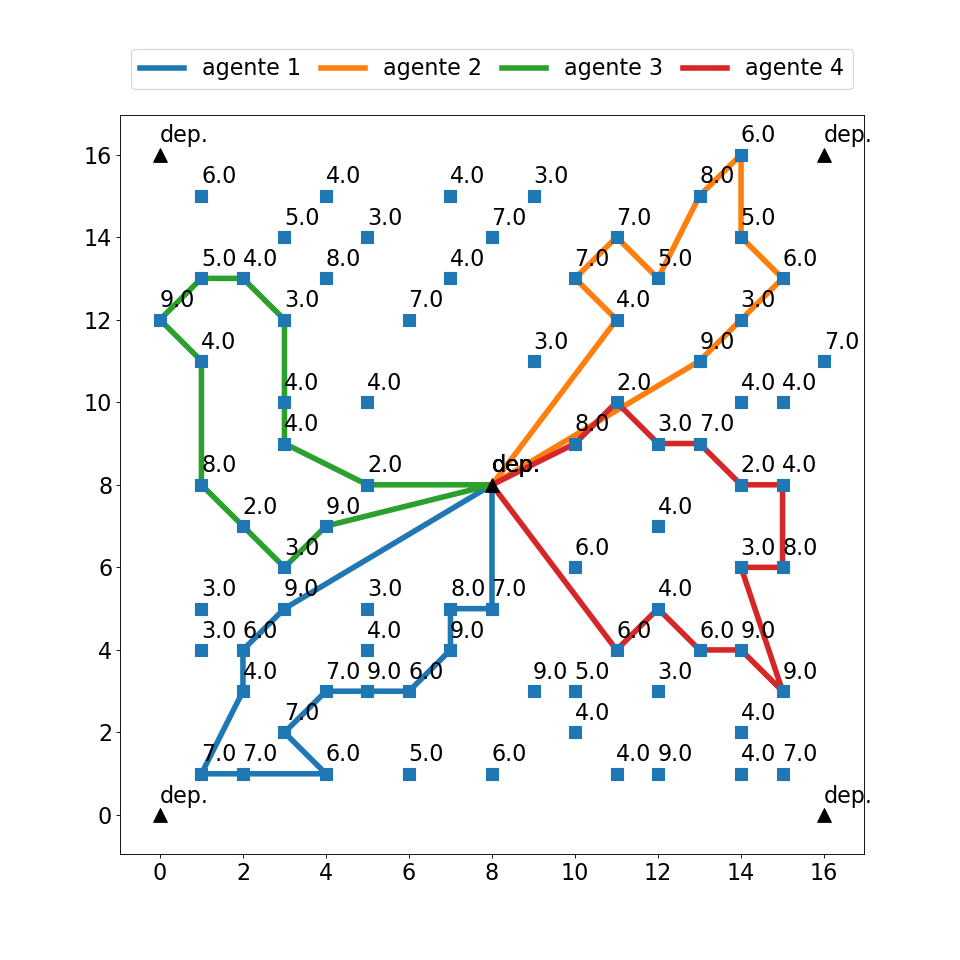 agente 1 agente 2 agente 3 agente 4
6.0
dep. dep.
16
6.0 4.0 4.0 3.0 8.0
5.0 3.0 7.0 7.0 5.0
14
5.0 4.0 8.0 4.0 7.0 5.0 6.0
9.0 3.0 7.0 4.0 3.0
12
4.0 3.0 9.0 7.0
4.0 4.0 2.0 4.0 4.0
10
4.0 8.0 3.0 7.0
8.0 2.0 dep. 2.0 4.0
8
2.0 9.0 4.0
3.0 6.0 3.0 8.0
6
3.0 9.0 3.0 8.0 7.0 4.0
3.0 6.0 4.0 9.0 6.0 6.0 9.0
4
4.0 7.0 9.0 6.0 9.0 5.0 3.0 9.0
7.0 4.0 4.0
2
7.0 7.0 6.0 5.0 6.0 4.0 9.0 4.0 7.0
dep. dep.
0
0 2 4 6 8 10 12 14 16